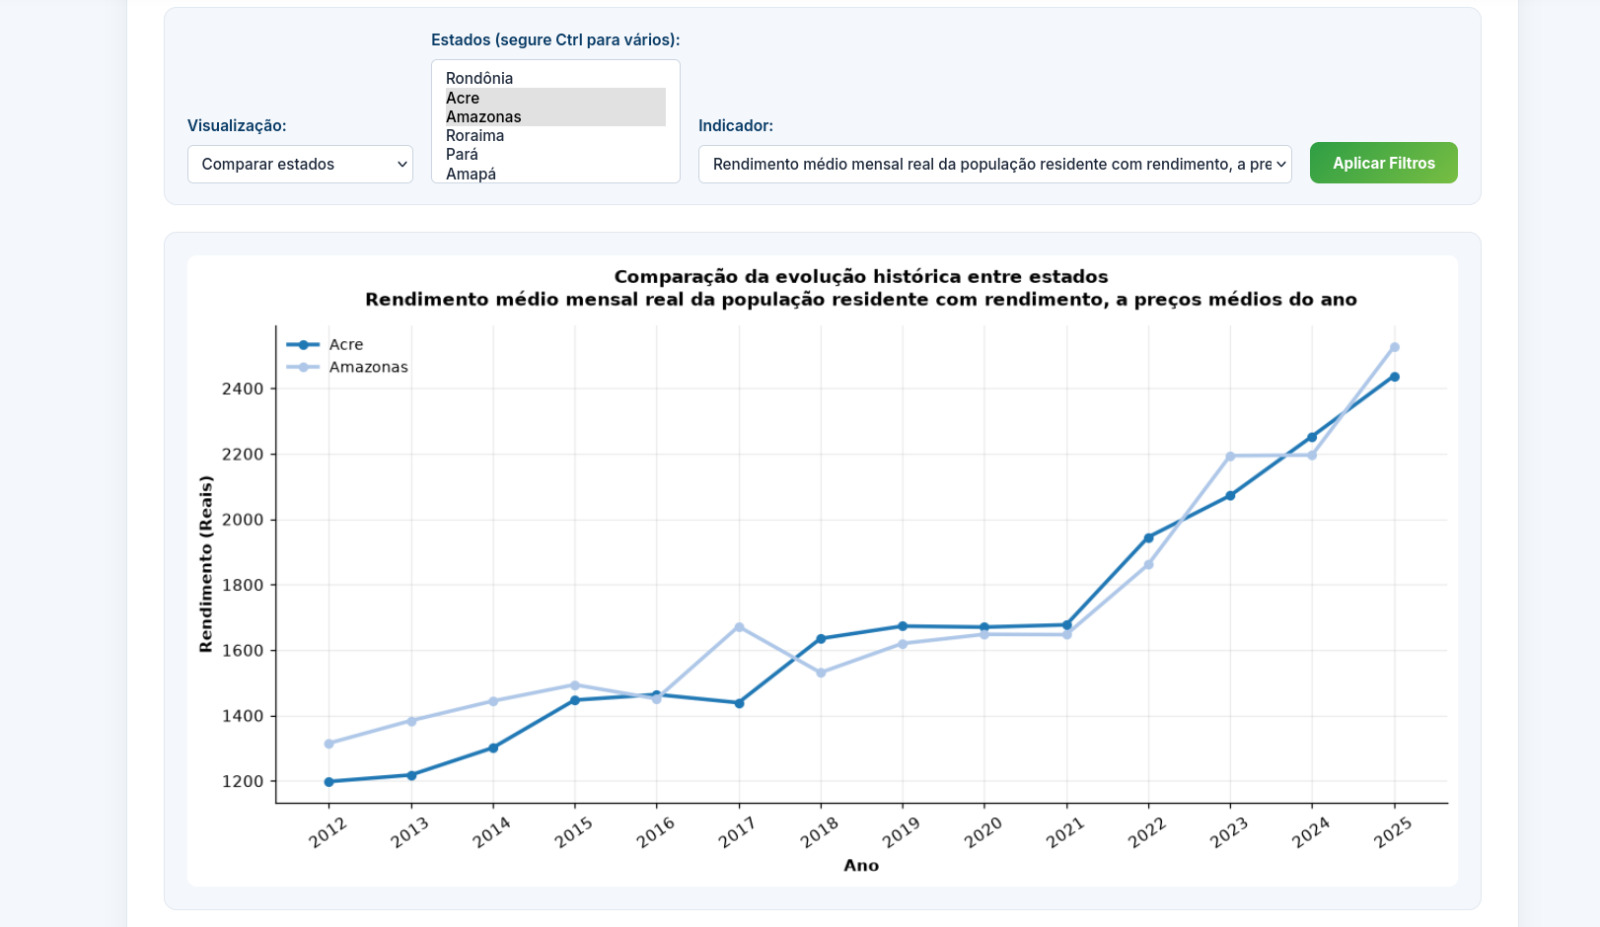 Estados (segure Ctrl para vários):
Rondônia
Acre
Amazonas
Roraima
Pará
Amapá
Visualização:
Comparar estados
Indicador:
Rendimento médio mensal real da população residente com rendimento, a pre
Aplicar Filtros
Comparação da evolução histórica entre estados
Rendimento médio mensal real da população residente com rendimento, a preços médios do ano
Acre
Amazonas
Rendimento (Reais)
2400
2200
2000
1800
1600
1400
1200
2012 2013 2014 2015 2016 2017 2018 2019 2020 2021 2022 2023 2024 2025
Ano